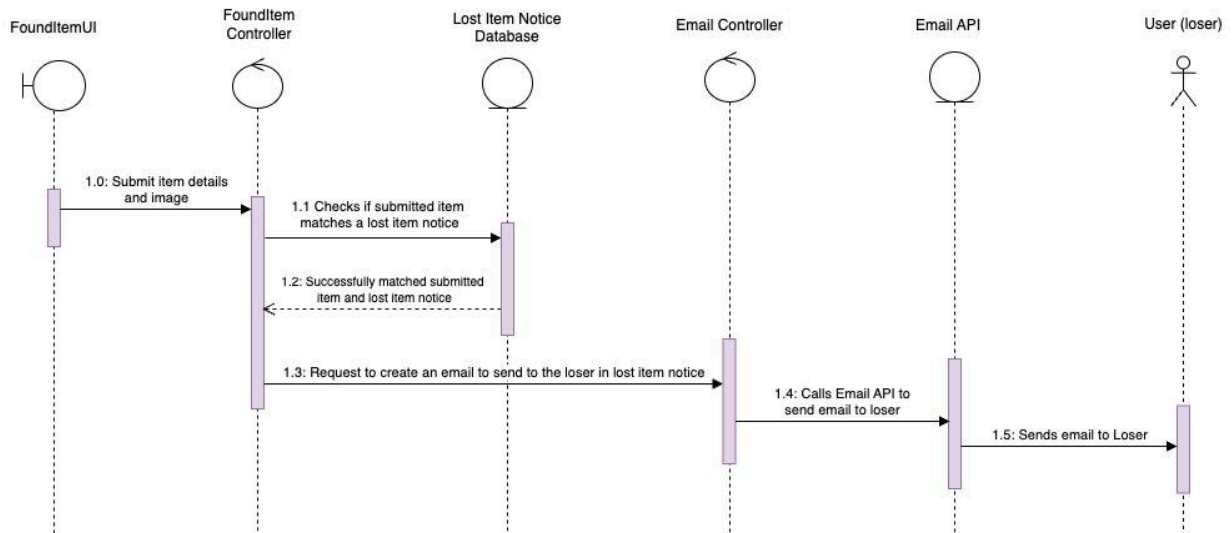 FoundItemUI
FoundItem
Controller
Lost Item Notice
Database
Email Controller
Email API
User (loser)
1.0: Submit item details
and image
1.1 Checks if submitted item
matches a lost item notice
1.2: Successfully matched submitted
item and lost item notice
1.3: Request to create an email to send to the loser in lost item notice
1.4: Calls Email API to
send email to loser
1.5: Sends email to Loser